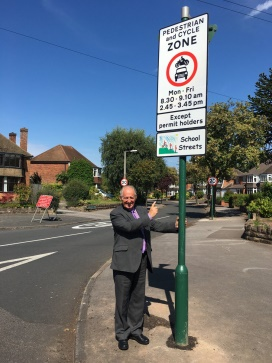 PEDESTRIAN
and CYCLE
ZONE
Mon - Fri
8.30 - 9.10 am
2.45 - 3.45 pm
Except
permit holders
School
Streets